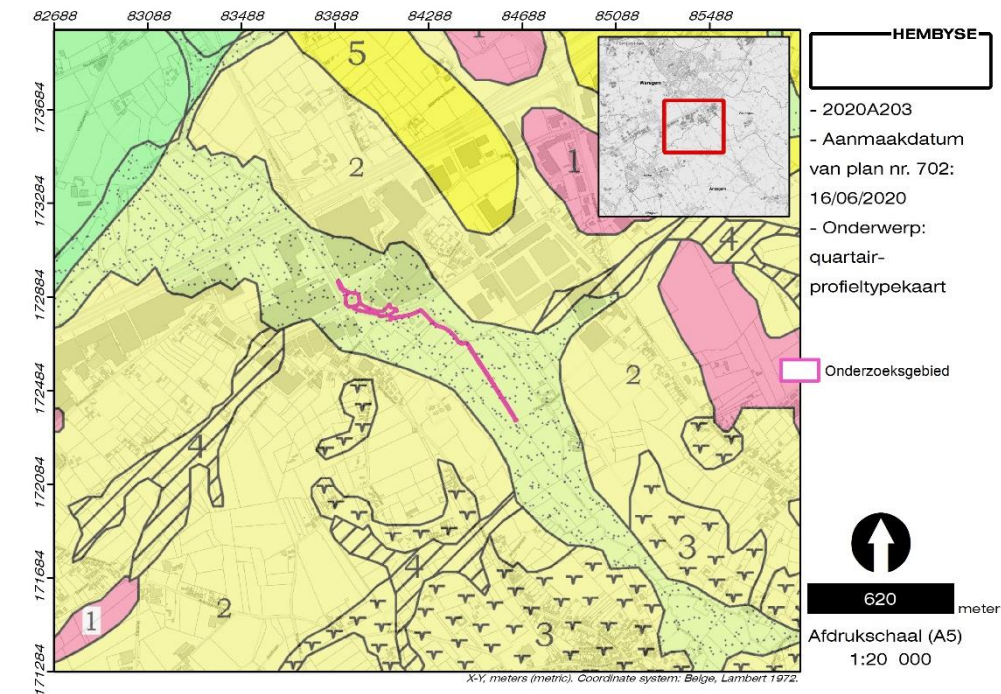 82688 83088 83488 83888 84288 84688 85088 85488
173684
173284
172884
172484
172084
171684
171284
5
1
2
1
4
2
4
4
3
3
2
1
HEMBYSE
- 2020A203
- Aanmaakdatum
van plan nr. 702:
16/06/2020
- Onderwerp:
quartair-
profieltypekaart
Onderzoeksgebied
620 meter
Afdrukschaal (A5)
1:20 000
X-Y, meters (metric). Coordinate system: Belge, Lambert 1972.